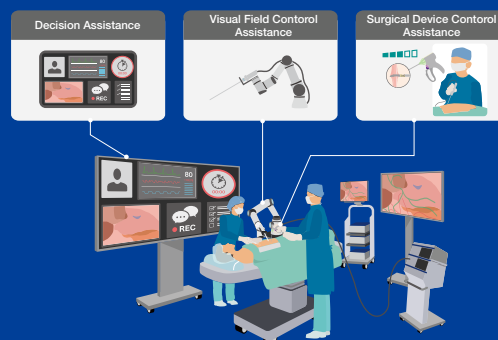 Decision Assistance
Visual Field Contorol
Assistance
Surgical Device Contorol
Assistance
80
REC
80
REC